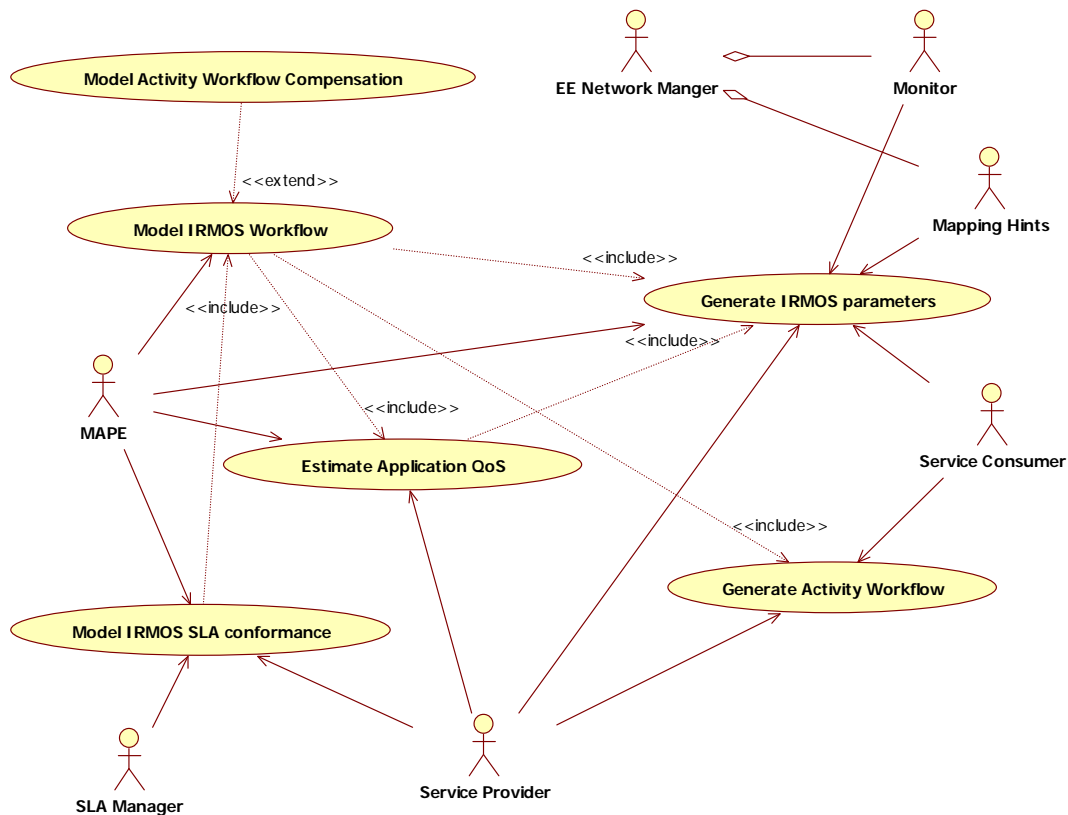 Model Activity Workflow Compensation
EE Network Manger
Monitor
<<extend>>
Mapping Hints
Model IRMOS Workflow
<<include>>
<<include>>
Generate IRMOS parameters
<<include>>
MAPE
<<include>>
Service Consumer
Estimate Application QoS
<<include>>
Generate Activity Workflow
Model IRMOS SLA conformance
SLA Manager
Service Provider